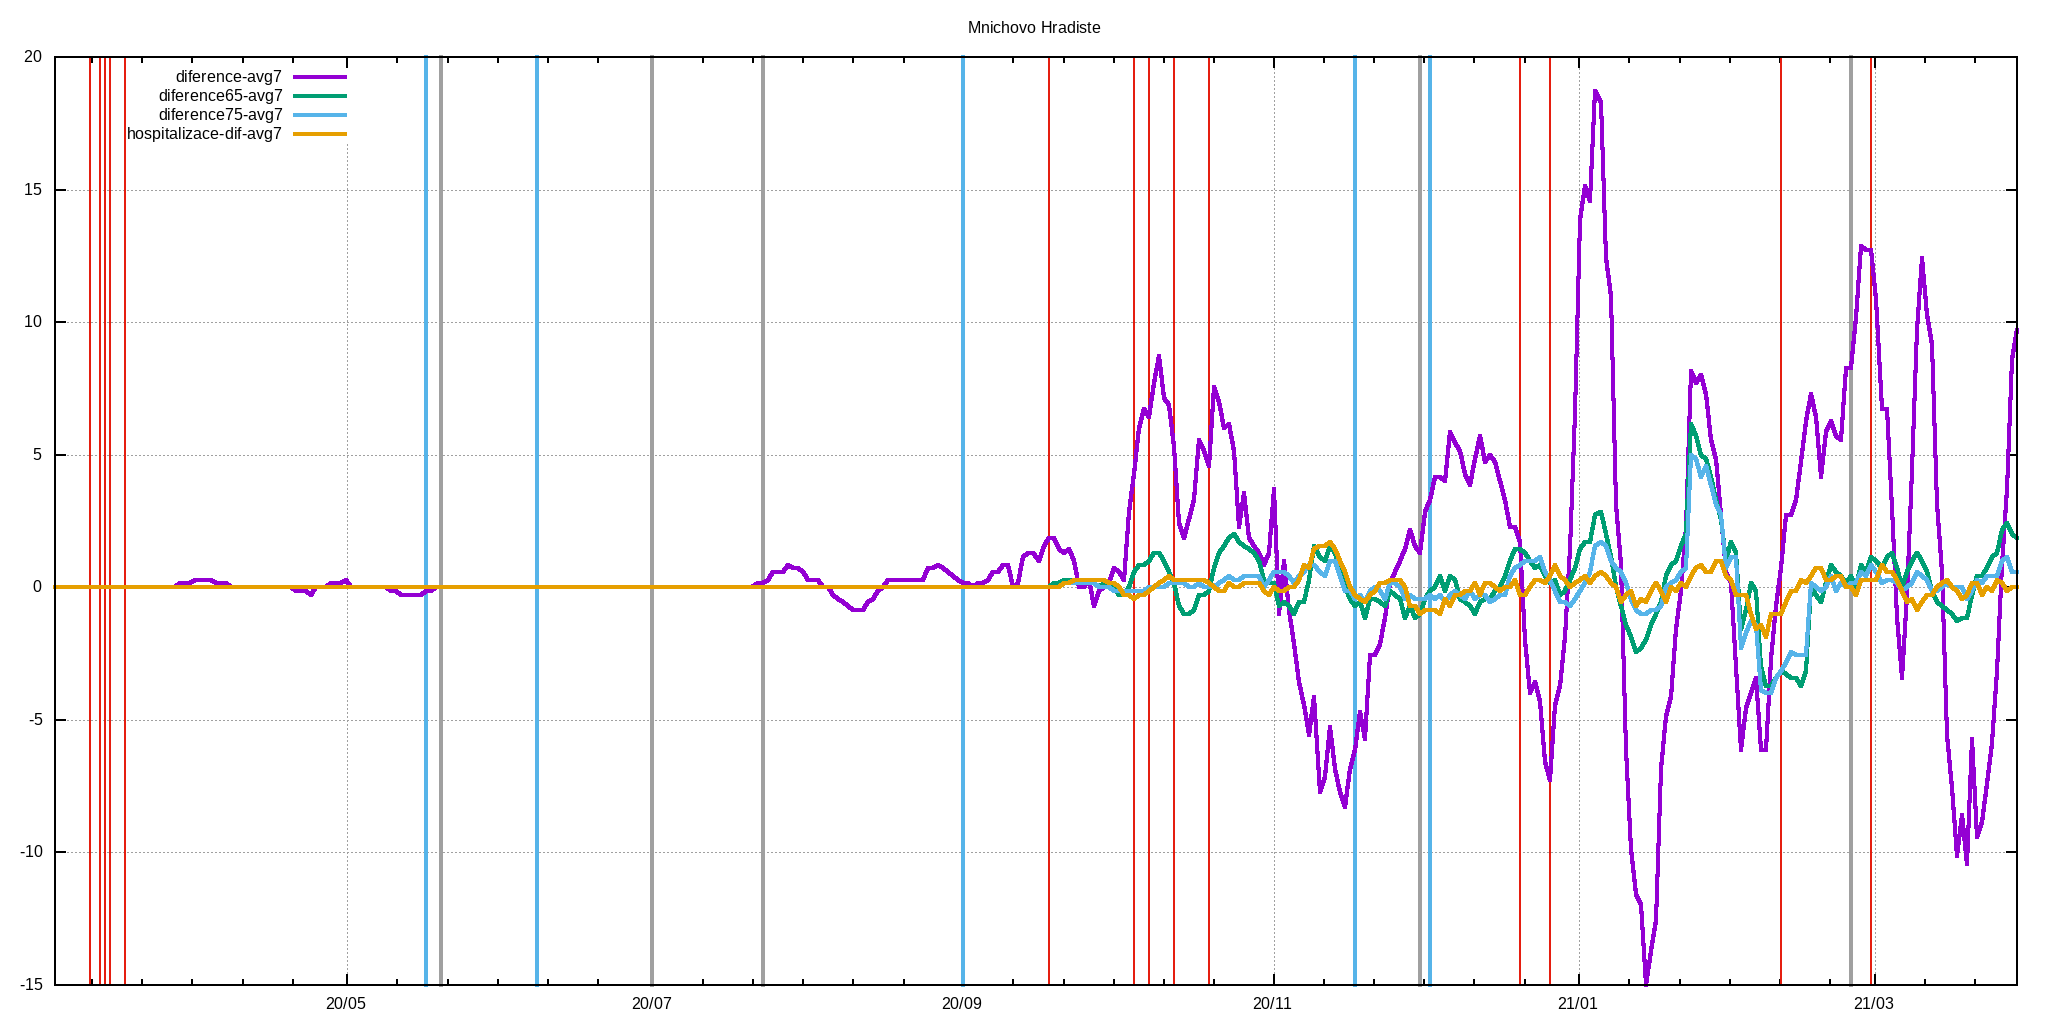 Mnichovo Hradiste
diference-avg7
diference65-avg7
diference75-avg7
hospitalizace-dif-avg7
20
15
10
5
0
-5
-10
-15
20/05 20/07 20/09 20/11 21/01 21/03